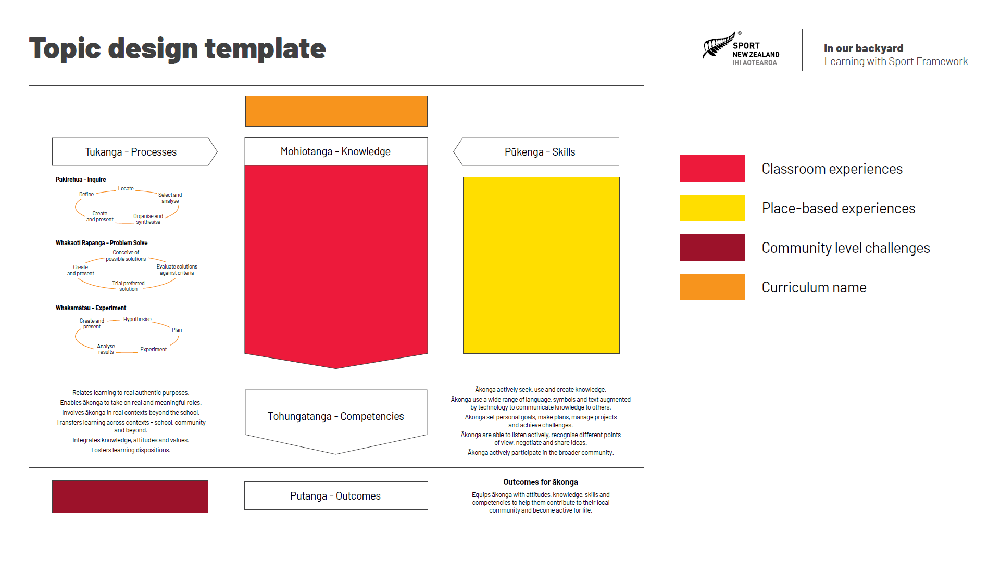 Topic design template
SPORT
NEW ZEALAND
IHI AOTEAROA
In our backyard
Learning with Sport Framework
Tukanga - Processes
Mōhiotanga - Knowledge
Pūkenga - Skills
Pakirehua - Inquire
Define
Locate
Select and
analyse
Organise and
synthesise
Create
and present
Whakaoti Rapanga - Problem Solve
Conceive of
possible solutions
Evaluate solutions
against criteria
Trial preferred
solution
Create
and present
Whakamātau - Experiment
Create and
present
Hypothesise
Plan
Experiment
Analyse
results
Classroom experiences
Place-based experiences
Community level challenges
Curriculum name
Relates learning to real authentic purposes.
Enables ākonga to take on real and meaningful roles.
Involves ākonga in real contexts beyond the school.
Transfers learning across contexts - school, community
and beyond.
Integrates knowledge, attitudes and values.
Fosters learning dispositions.
Tohungatanga - Competencies
Ākonga actively seek, use and create knowledge.
Ākonga use a wide range of language, symbols and text augmented
by technology to communicate knowledge to others.
Ākonga set personal goals, make plans, manage projects
and achieve challenges.
Ākonga are able to listen actively, recognise different points
of view, negotiate and share ideas.
Ākonga actively participate in the broader community.
Putanga - Outcomes
Outcomes for ākonga
Equips ākonga with attitudes, knowledge, skills and
competencies to help them contribute to their local
community and become active for life.